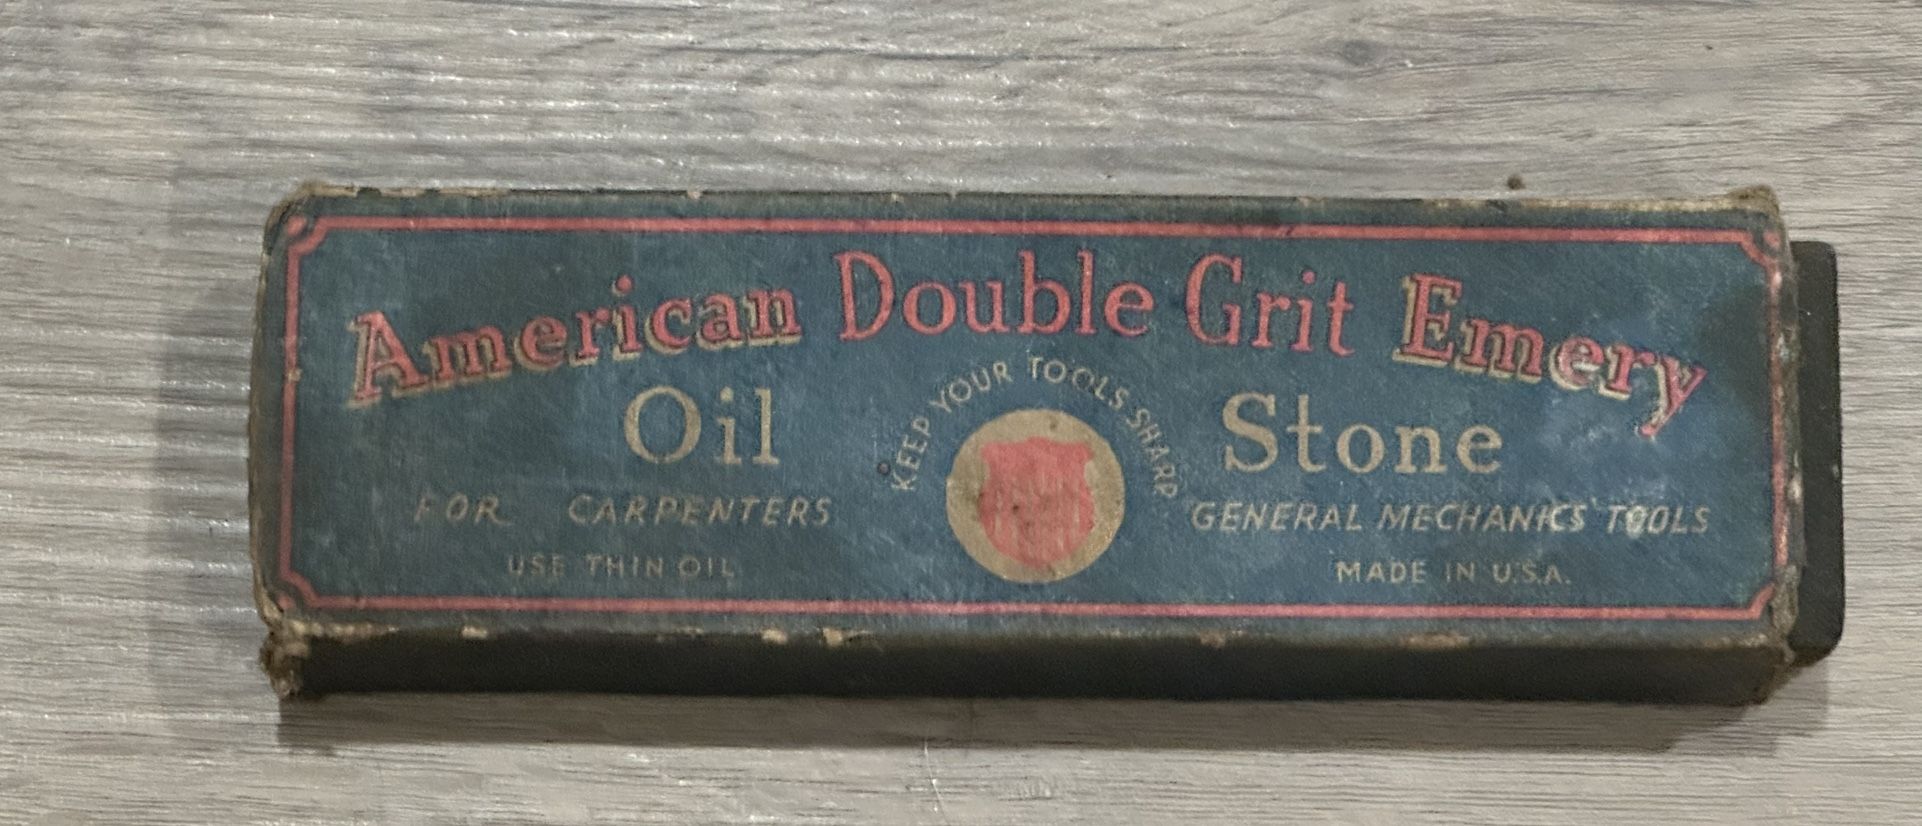 American Double Grit Emery
KEEP YOUR TOOLS SHARP
Oil Stone
FOR CARPENTERS GENERAL MECHANICS' TOOLS
USE THIN OIL MADE IN U.S.A.